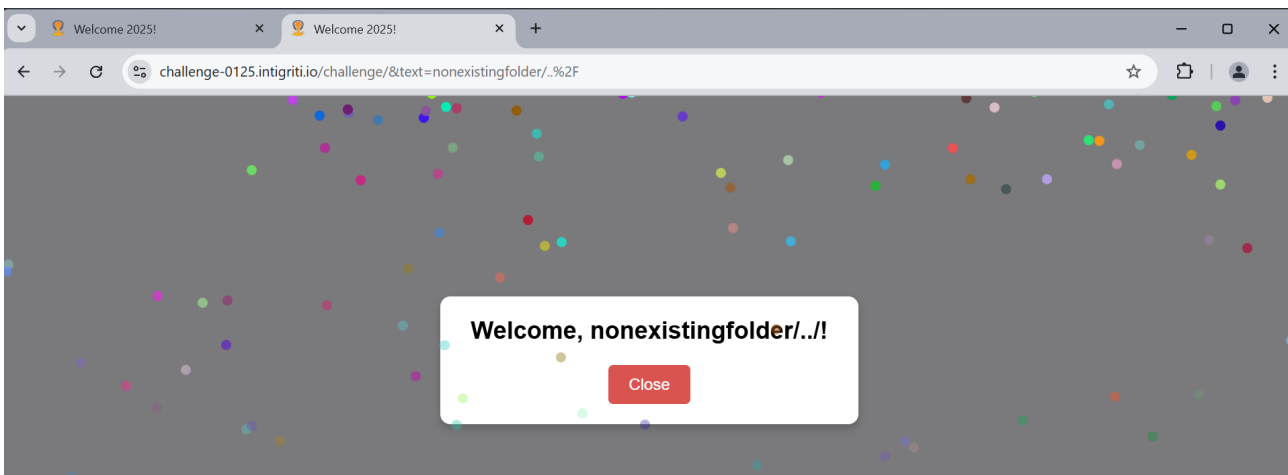 Welcome 2025!
Welcome 2025!
challenge-0125.intigriti.io/challenge/&text=nonexistingfolder/..%2F
Welcome, nonexistingfolder/../!
Close